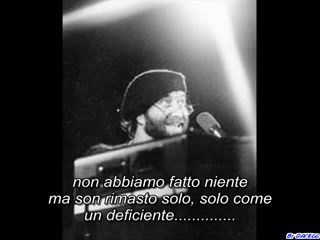 non abbiamo fatto niente
ma son rimasto solo, solo come
un deficiente..............